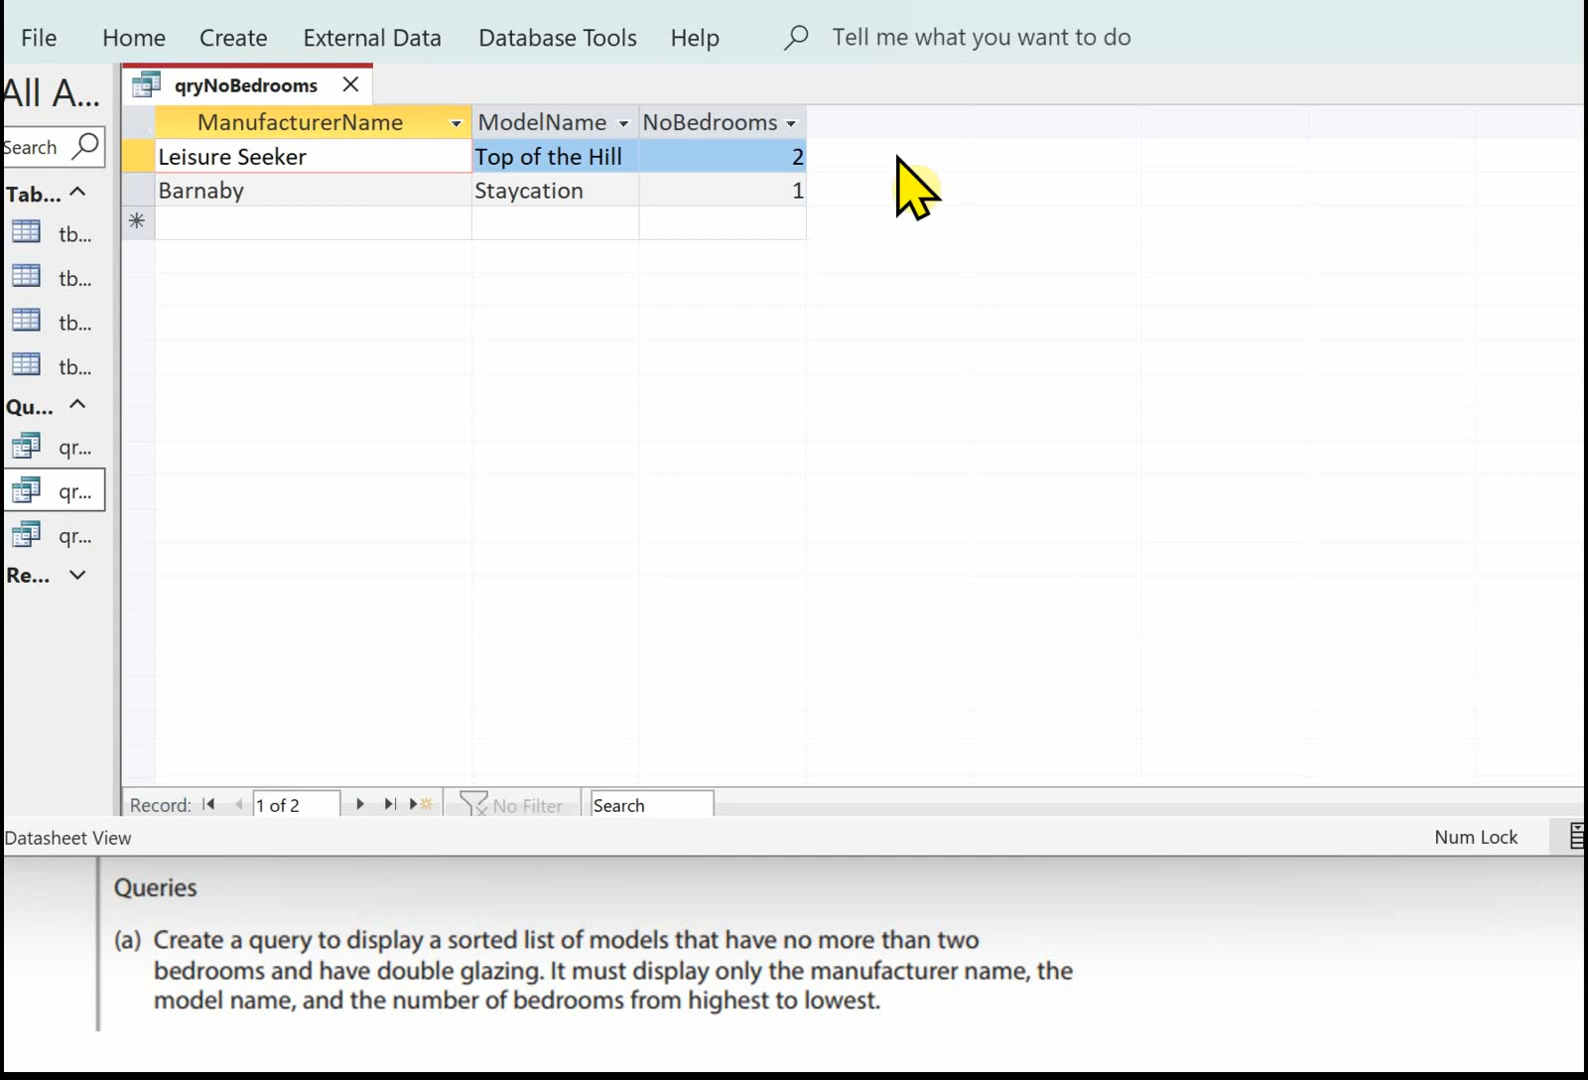 File Home Create External Data Database Tools Help Tell me what you want to do
All A...
qryNoBedrooms
Search
ManufacturerName ModelName NoBedrooms
Leisure Seeker Top of the Hill 2
Barnaby Staycation 1
Tab...
tb...
tb...
tb...
tb...
Qu...
qr...
qr...
qr...
Re...
Record: 1 of 2 No Filter Search
Datasheet View Num Lock
Queries
(a) Create a query to display a sorted list of models that have no more than two
bedrooms and have double glazing. It must display only the manufacturer name, the
model name, and the number of bedrooms from highest to lowest.